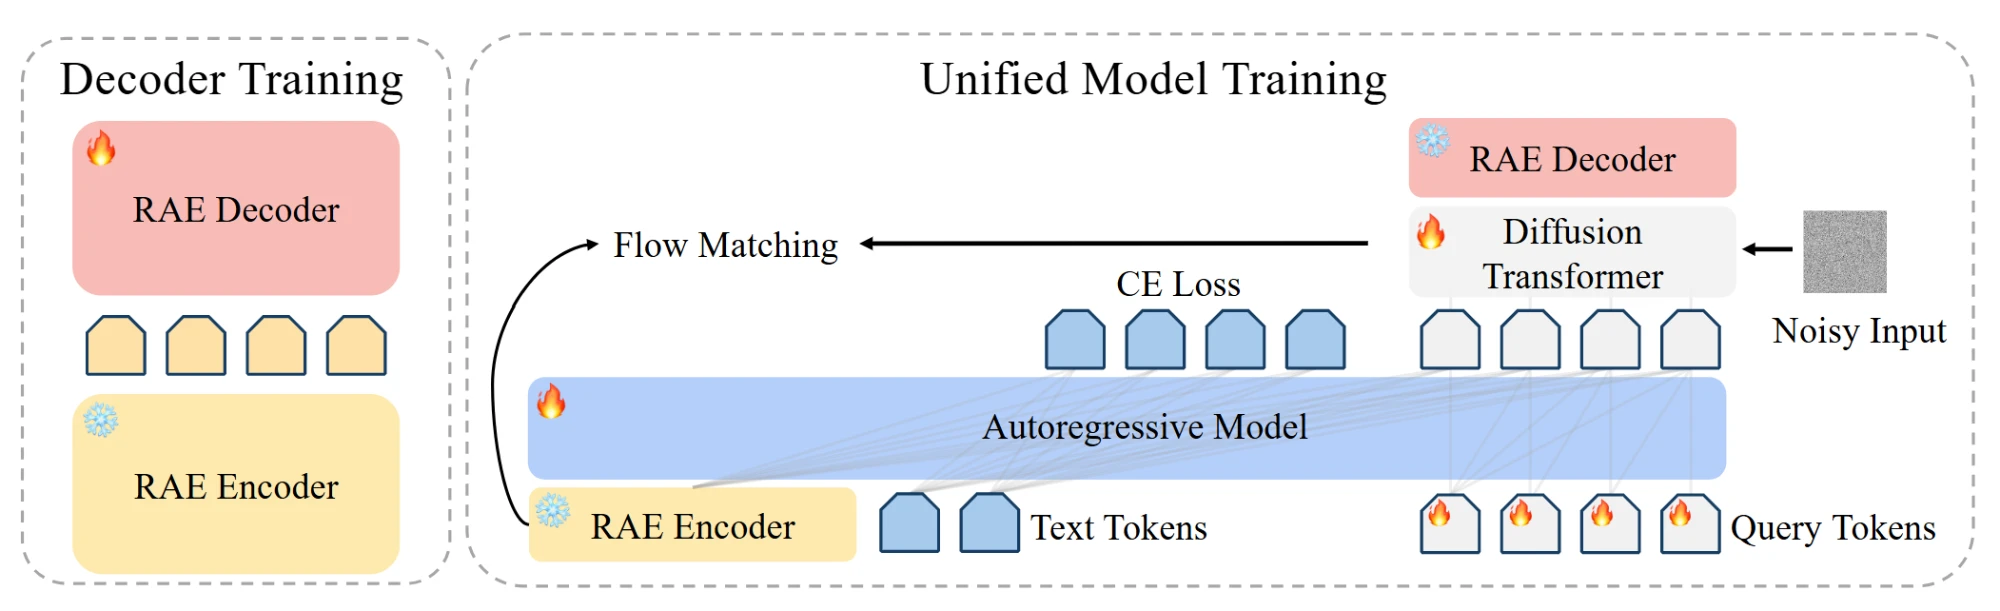 Decoder Training
RAE Decoder
RAE Encoder
Unified Model Training
RAE Decoder
Diffusion
Transformer
Flow Matching
CE Loss
Noisy Input
Autoregressive Model
RAE Encoder
Text Tokens
Query Tokens